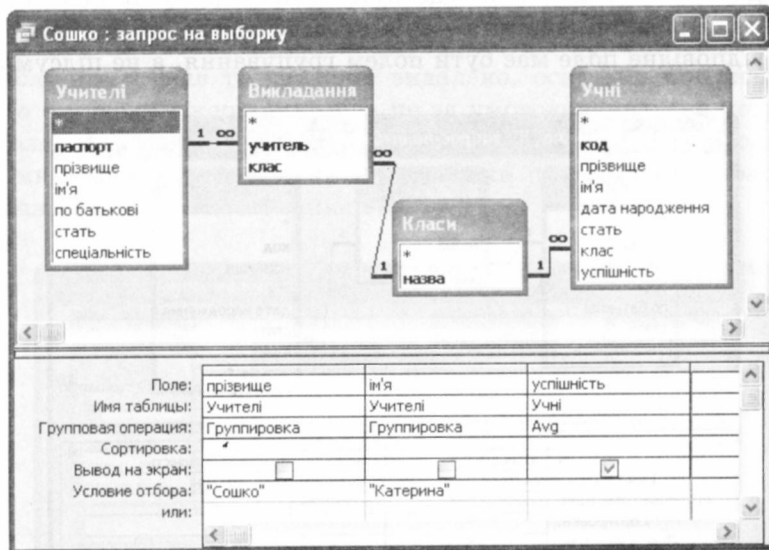 Сошко : запрос на выборку
Учителі
*
паспорт
прізвище
ім'я
по батькові
стать
спеціальність
1
∞
Викладання
*
учитель
клас
∞
1
Класи
*
назва
1
∞
Учні
*
код
прізвище
ім'я
дата народження
стать
клас
успішність
Поле: прізвище ім'я успішність
Имя таблицы: Учителі Учителі Учні
Групповая операция: Группировка Группировка Avg
Сортировка:
Вывод на экран:
Условие отбора: "Сошко" "Катерина"
или: